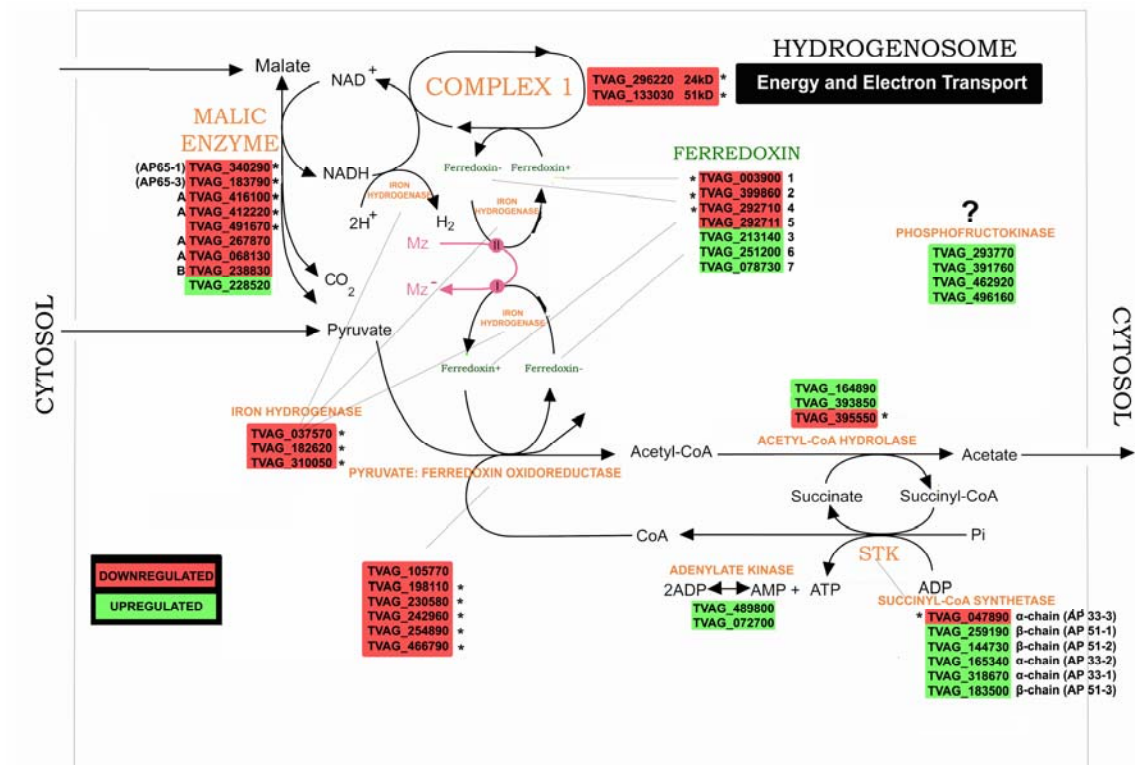 HYDROGENOSOME
Energy and Electron Transport
CYTOSOL
Malate
NAD+
COMPLEX 1
TVAG_296220 24kD *
TVAG_133030 51kD *
MALIC
ENZYME
(AP65-1) TVAG_340290 *
(AP65-3) TVAG_183790 *
A TVAG_416100 *
A TVAG_412220 *
TVAG_491670 *
A TVAG_267870
A TVAG_068130
B TVAG_238830
TVAG_228520
NADH
IRON
HYDROGENASE
2H+
H2
Ferredoxin- Ferredoxin+
IRON
HYDROGENASE
Mz
II
Mz-
I
IRON
HYDROGENASE
Ferredoxin+ Ferredoxin-
FERREDOXIN
* TVAG_003900 1
* TVAG_399860 2
* TVAG_292710 4
TVAG_292711 5
TVAG_213140 3
TVAG_251200 6
TVAG_078730 7
?
PHOSPHOFRUCTOKINASE
TVAG_293770
TVAG_391760
TVAG_462920
TVAG_496160
CO2
Pyruvate
IRON HYDROGENASE
TVAG_037570 *
TVAG_182620 *
TVAG_310050 *
PYRUVATE: FERREDOXIN OXIDOREDUCTASE
TVAG_105770
TVAG_198110 *
TVAG_230580 *
TVAG_242960 *
TVAG_254890 *
TVAG_466790 *
TVAG_164890
TVAG_393850
TVAG_395550 *
ACETYL-CoA HYDROLASE
Acetyl-CoA
Acetate
Succinate
Succinyl-CoA
CoA
Pi
STK
ADENYLATE KINASE
2ADP AMP + ATP
ADP
TVAG_489800
TVAG_072700
SUCCINYL-CoA SYNTHETASE
* TVAG_047890 α-chain (AP 33-3)
TVAG_259190 β-chain (AP 51-1)
TVAG_144730 β-chain (AP 51-2)
TVAG_165340 α-chain (AP 33-2)
TVAG_318670 α-chain (AP 33-1)
TVAG_183500 β-chain (AP 51-3)
DOWNREGULATED
UPREGULATED
CYTOSOL